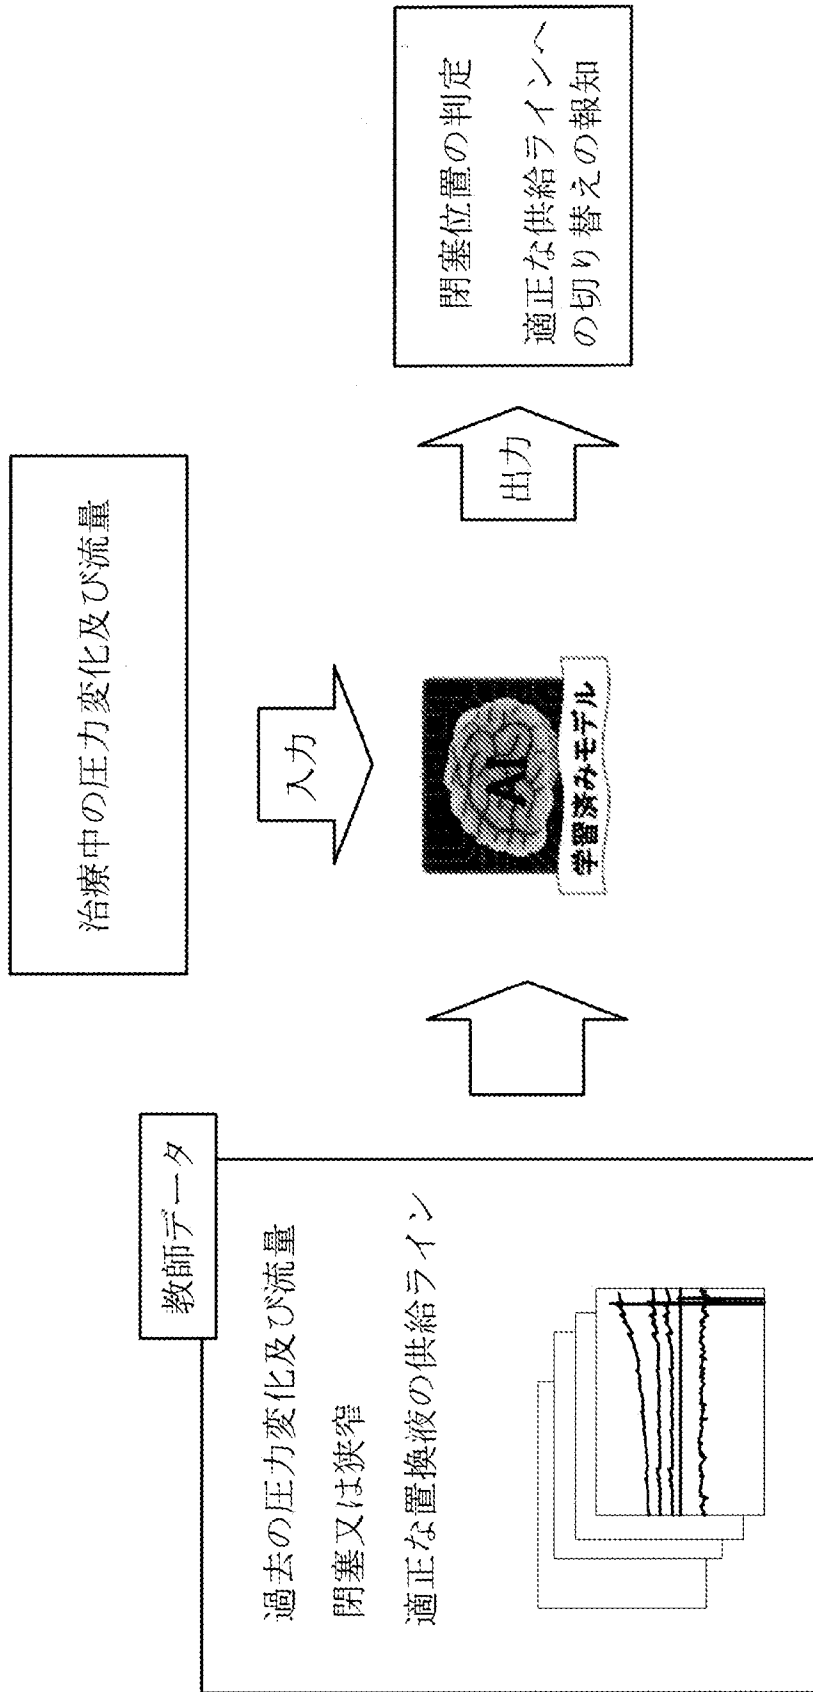 教師データ
過去の圧力変化及び流量
閉塞又は狭窄
適正な置換液の供給ライン
治療中の圧力変化及び流量
入力
AI
学習済みモデル
出力
閉塞位置の判定
適正な供給ラインへ
の切り替えの報知